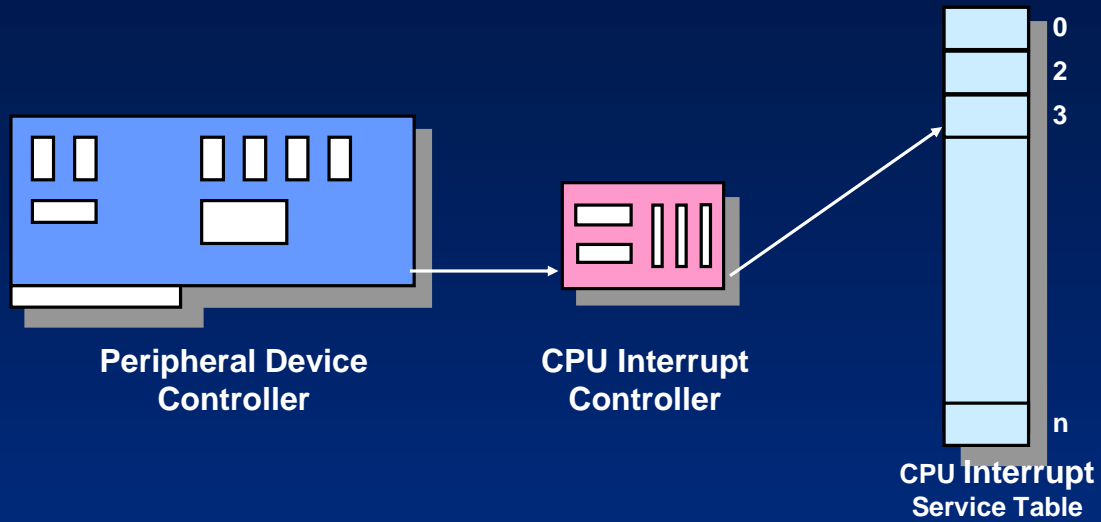 0
2
3
n
Peripheral Device
Controller
CPU Interrupt
Controller
CPU Interrupt
Service Table